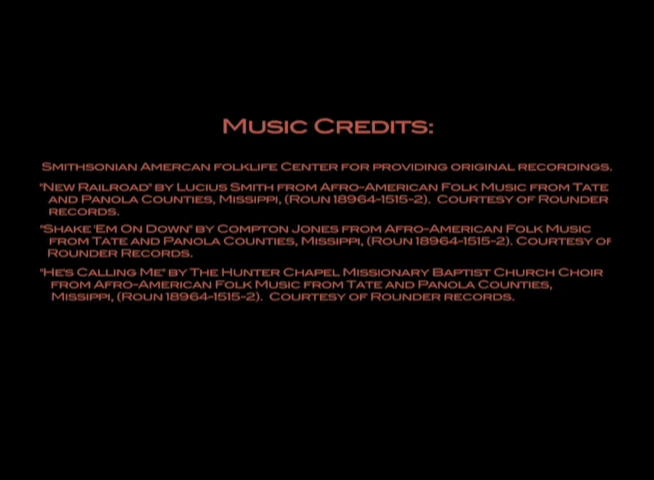 Music Credits:
Smithsonian Amercan folklife Center for providing original recordings.
"New Railroad" by Lucius Smith from Afro-American Folk Music from Tate
and Panola Counties, Missippi, (Roun 18964-1515-2). Courtesy of Rounder
records.
"Shake 'Em On Down" by Compton Jones from Afro-American Folk Music
from Tate and Panola Counties, Missippi, (Roun 18964-1515-2). Courtesy of
Rounder Records.
"He's Calling Me" by The Hunter Chapel Missionary Baptist Church Choir
from Afro-American Folk Music from Tate and Panola Counties,
Missippi, (Roun 18964-1515-2). Courtesy of Rounder records.